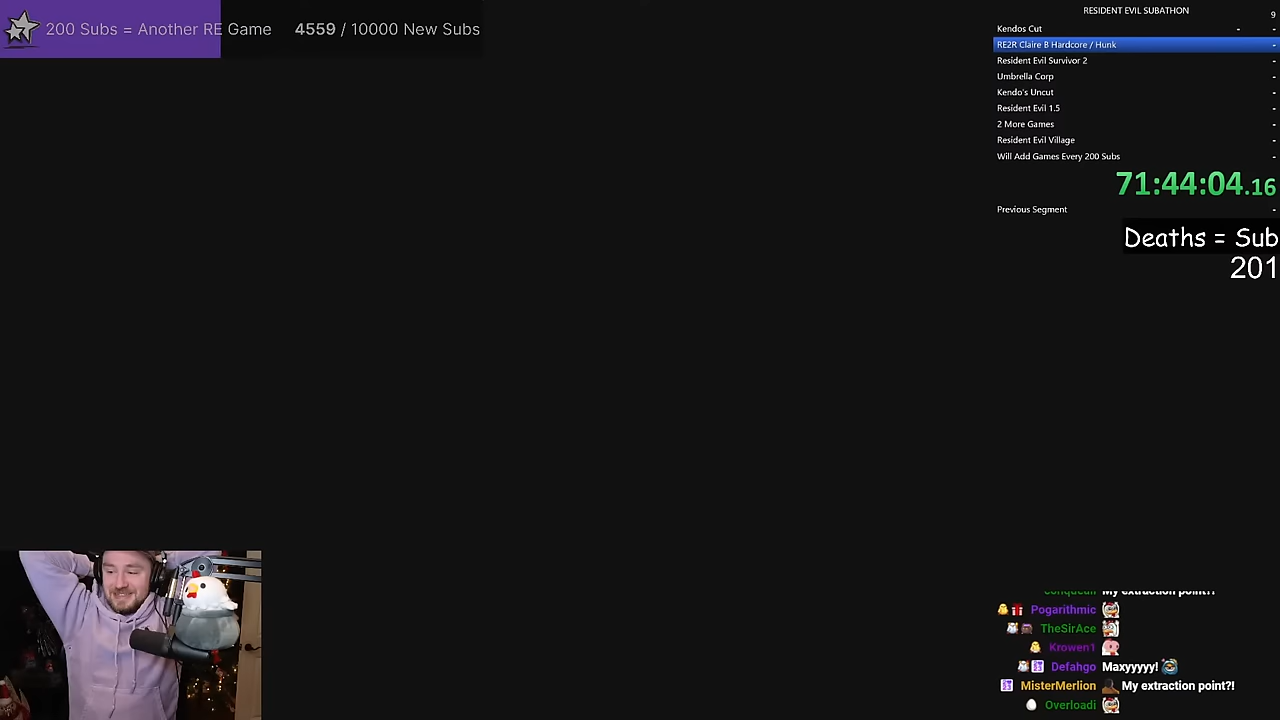 200 Subs = Another RE Game 4559 / 10000 New Subs
RESIDENT EVIL SUBATHON
9
Kendos Cut - -
RE2R Claire B Hardcore / Hunk -
Resident Evil Survivor 2 -
Umbrella Corp -
Kendo's Uncut -
Resident Evil 1.5 -
2 More Games -
Resident Evil Village -
Will Add Games Every 200 Subs -
71:44:04.16
Previous Segment -
Deaths = Sub
201
conqueull My extraction point?!
Pogarithmic
TheSirAce
Krowen1
Defahgo Maxyyyyy!
MisterMerlion My extraction point?!
Overloadi